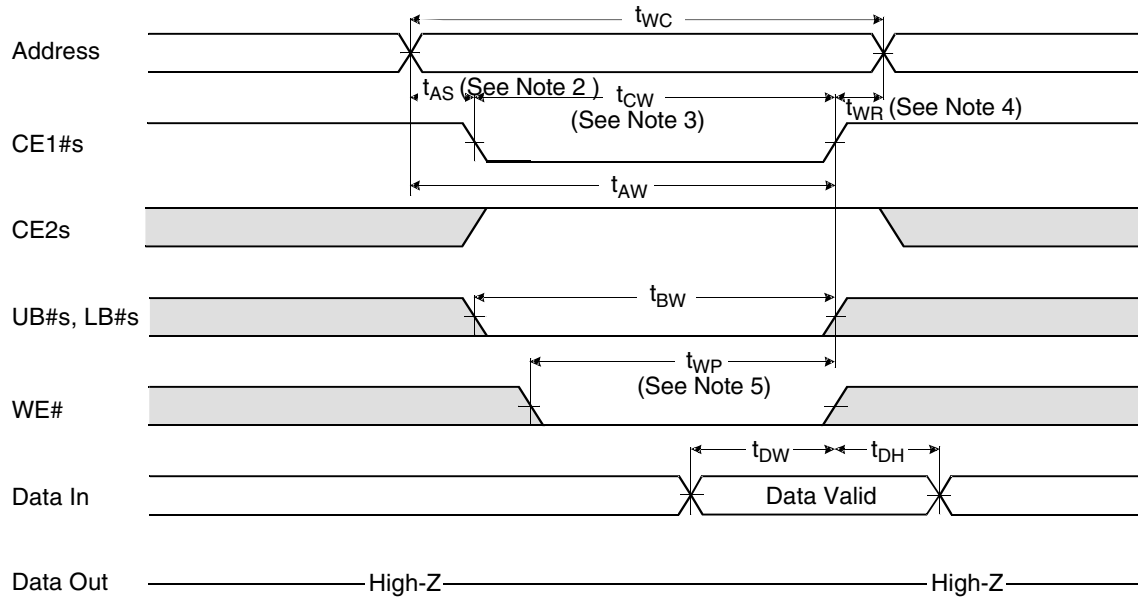 tWC
Address
tAS (See Note 2 )
tCW
(See Note 3)
tWR (See Note 4)
CE1#s
tAW
CE2s
tBW
UB#s, LB#s
tWP
(See Note 5)
WE#
tDW
tDH
Data In
Data Valid
Data Out
High-Z
High-Z